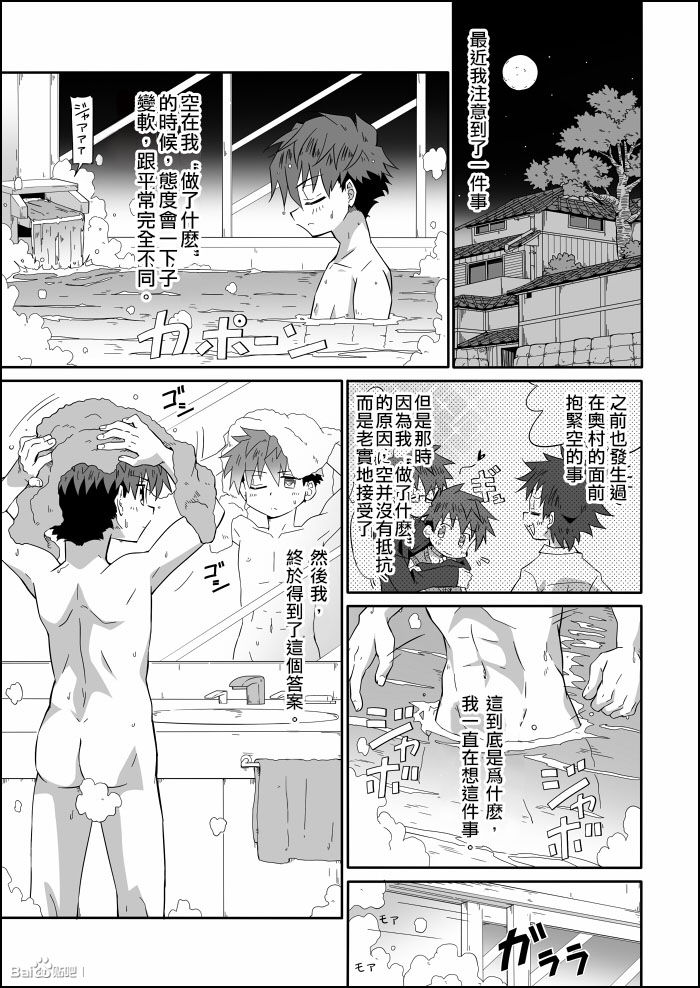 最近我注意到了一件事
空在我〝做了什麼〞
的時候，態度會一下子
變軟，跟平常完全不同。
ジャアアァ
カポーン
之前也發生過
在奧村的面前
抱緊空的事
ギュ
但是那時
因為我〝做了什麼〞
的原因，空并沒有抵抗
而是老實地接受了
這到底是爲什麼，
我一直在想這件事。
ジャボ
ジャボ
ガララ
モア
モァ
ゴシ
ゴシ
然後我，
終於得到了這個答案。
Bai贴吧